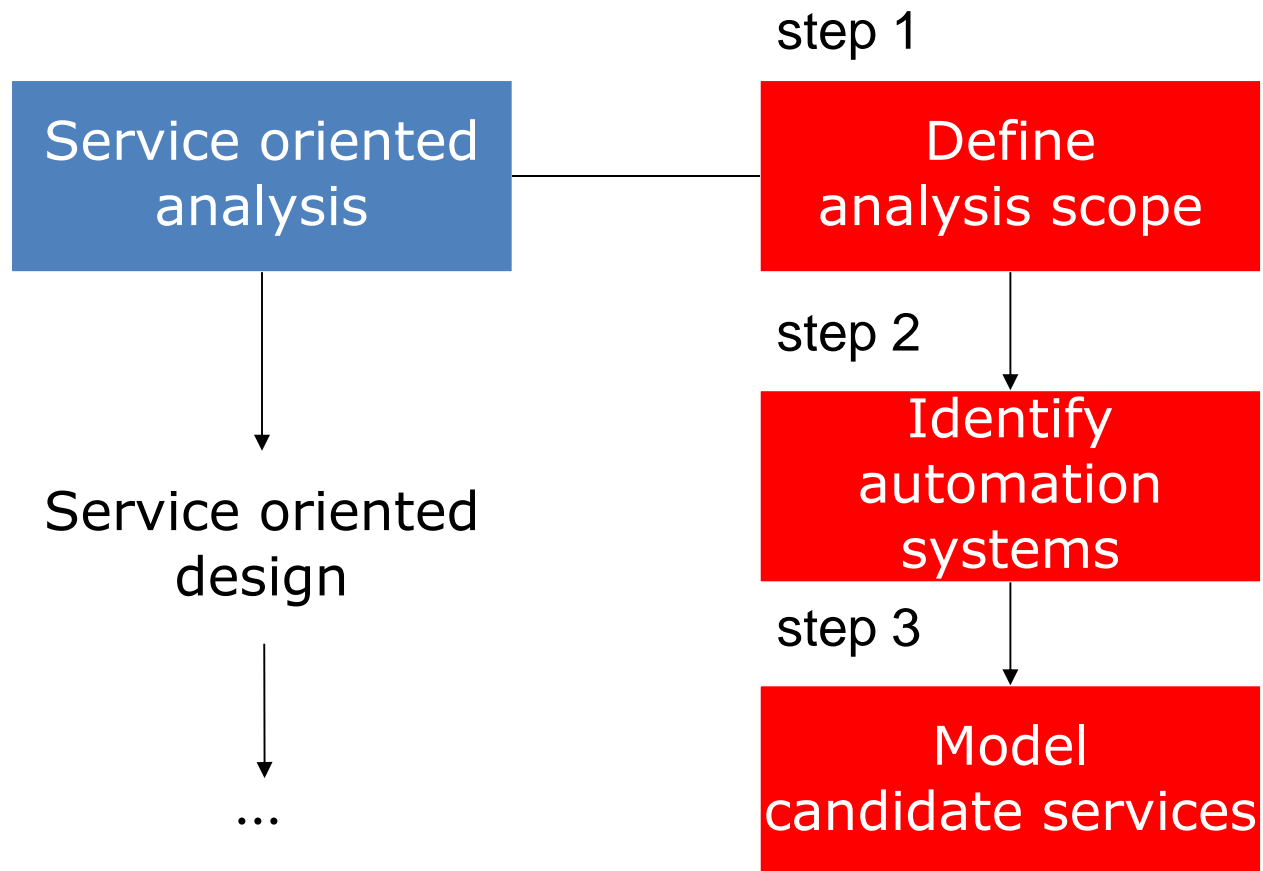 step 1
Service oriented
analysis
Define
analysis scope
step 2
Identify
automation
systems
Service oriented
design
step 3
Model
candidate services
...